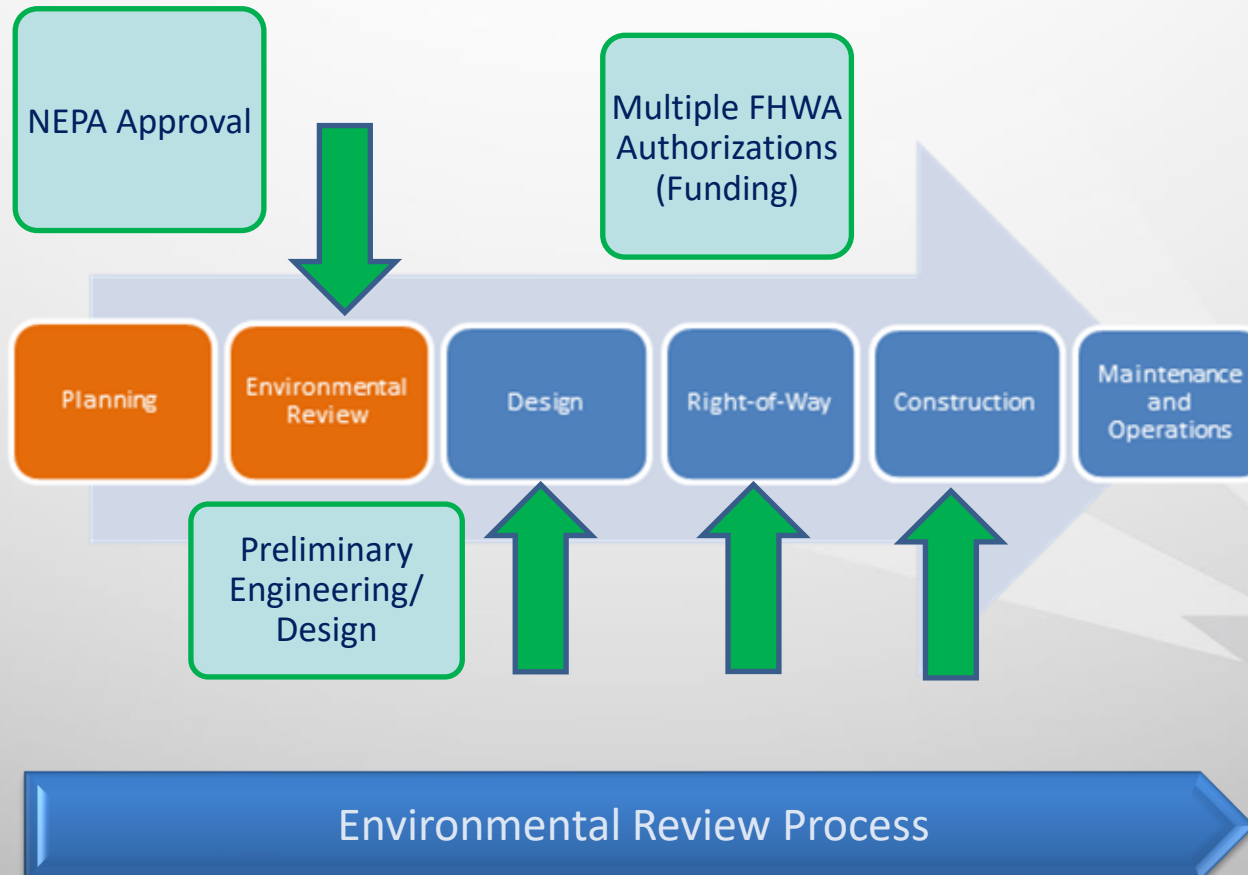 NEPA Approval
Multiple FHWA
Authorizations
(Funding)
Planning
Environmental
Review
Design
Right-of-Way
Construction
Maintenance
and
Operations
Preliminary
Engineering/
Design
Environmental Review Process